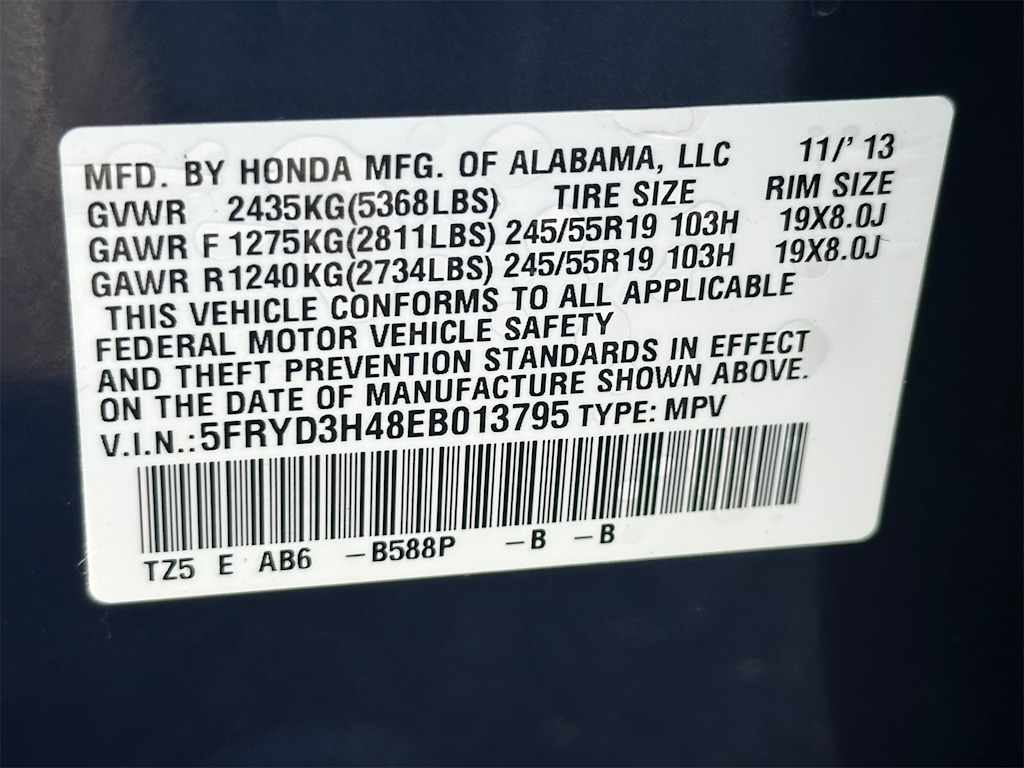 MFD. BY HONDA MFG. OF ALABAMA, LLC 11/' 13
GVWR 2435KG(5368LBS) TIRE SIZE RIM SIZE
GAWR F 1275KG(2811LBS) 245/55R19 103H 19X8.0J
GAWR R 1240KG(2734LBS) 245/55R19 103H 19X8.0J
THIS VEHICLE CONFORMS TO ALL APPLICABLE
FEDERAL MOTOR VEHICLE SAFETY
AND THEFT PREVENTION STANDARDS IN EFFECT
ON THE DATE OF MANUFACTURE SHOWN ABOVE.
V.I.N.: 5FRYD3H48EB013795 TYPE: MPV
TZ5 E AB6 -B588P -B -B